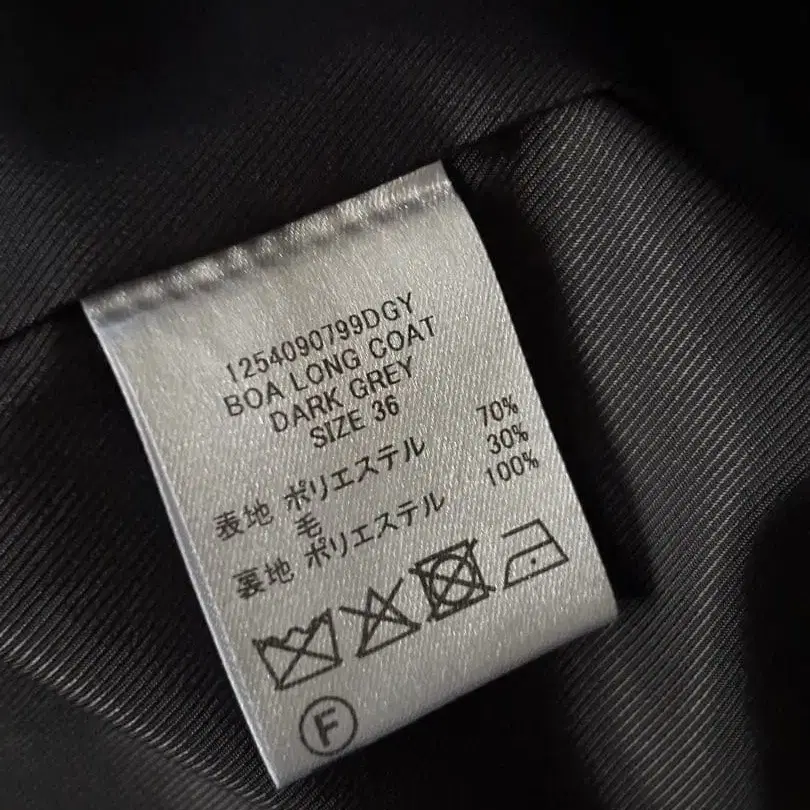 1254090799DGY
BOA LONG COAT
DARK GREY
SIZE 36
表地 ポリエステル 70%
毛 30%
裏地 ポリエステル 100%
F